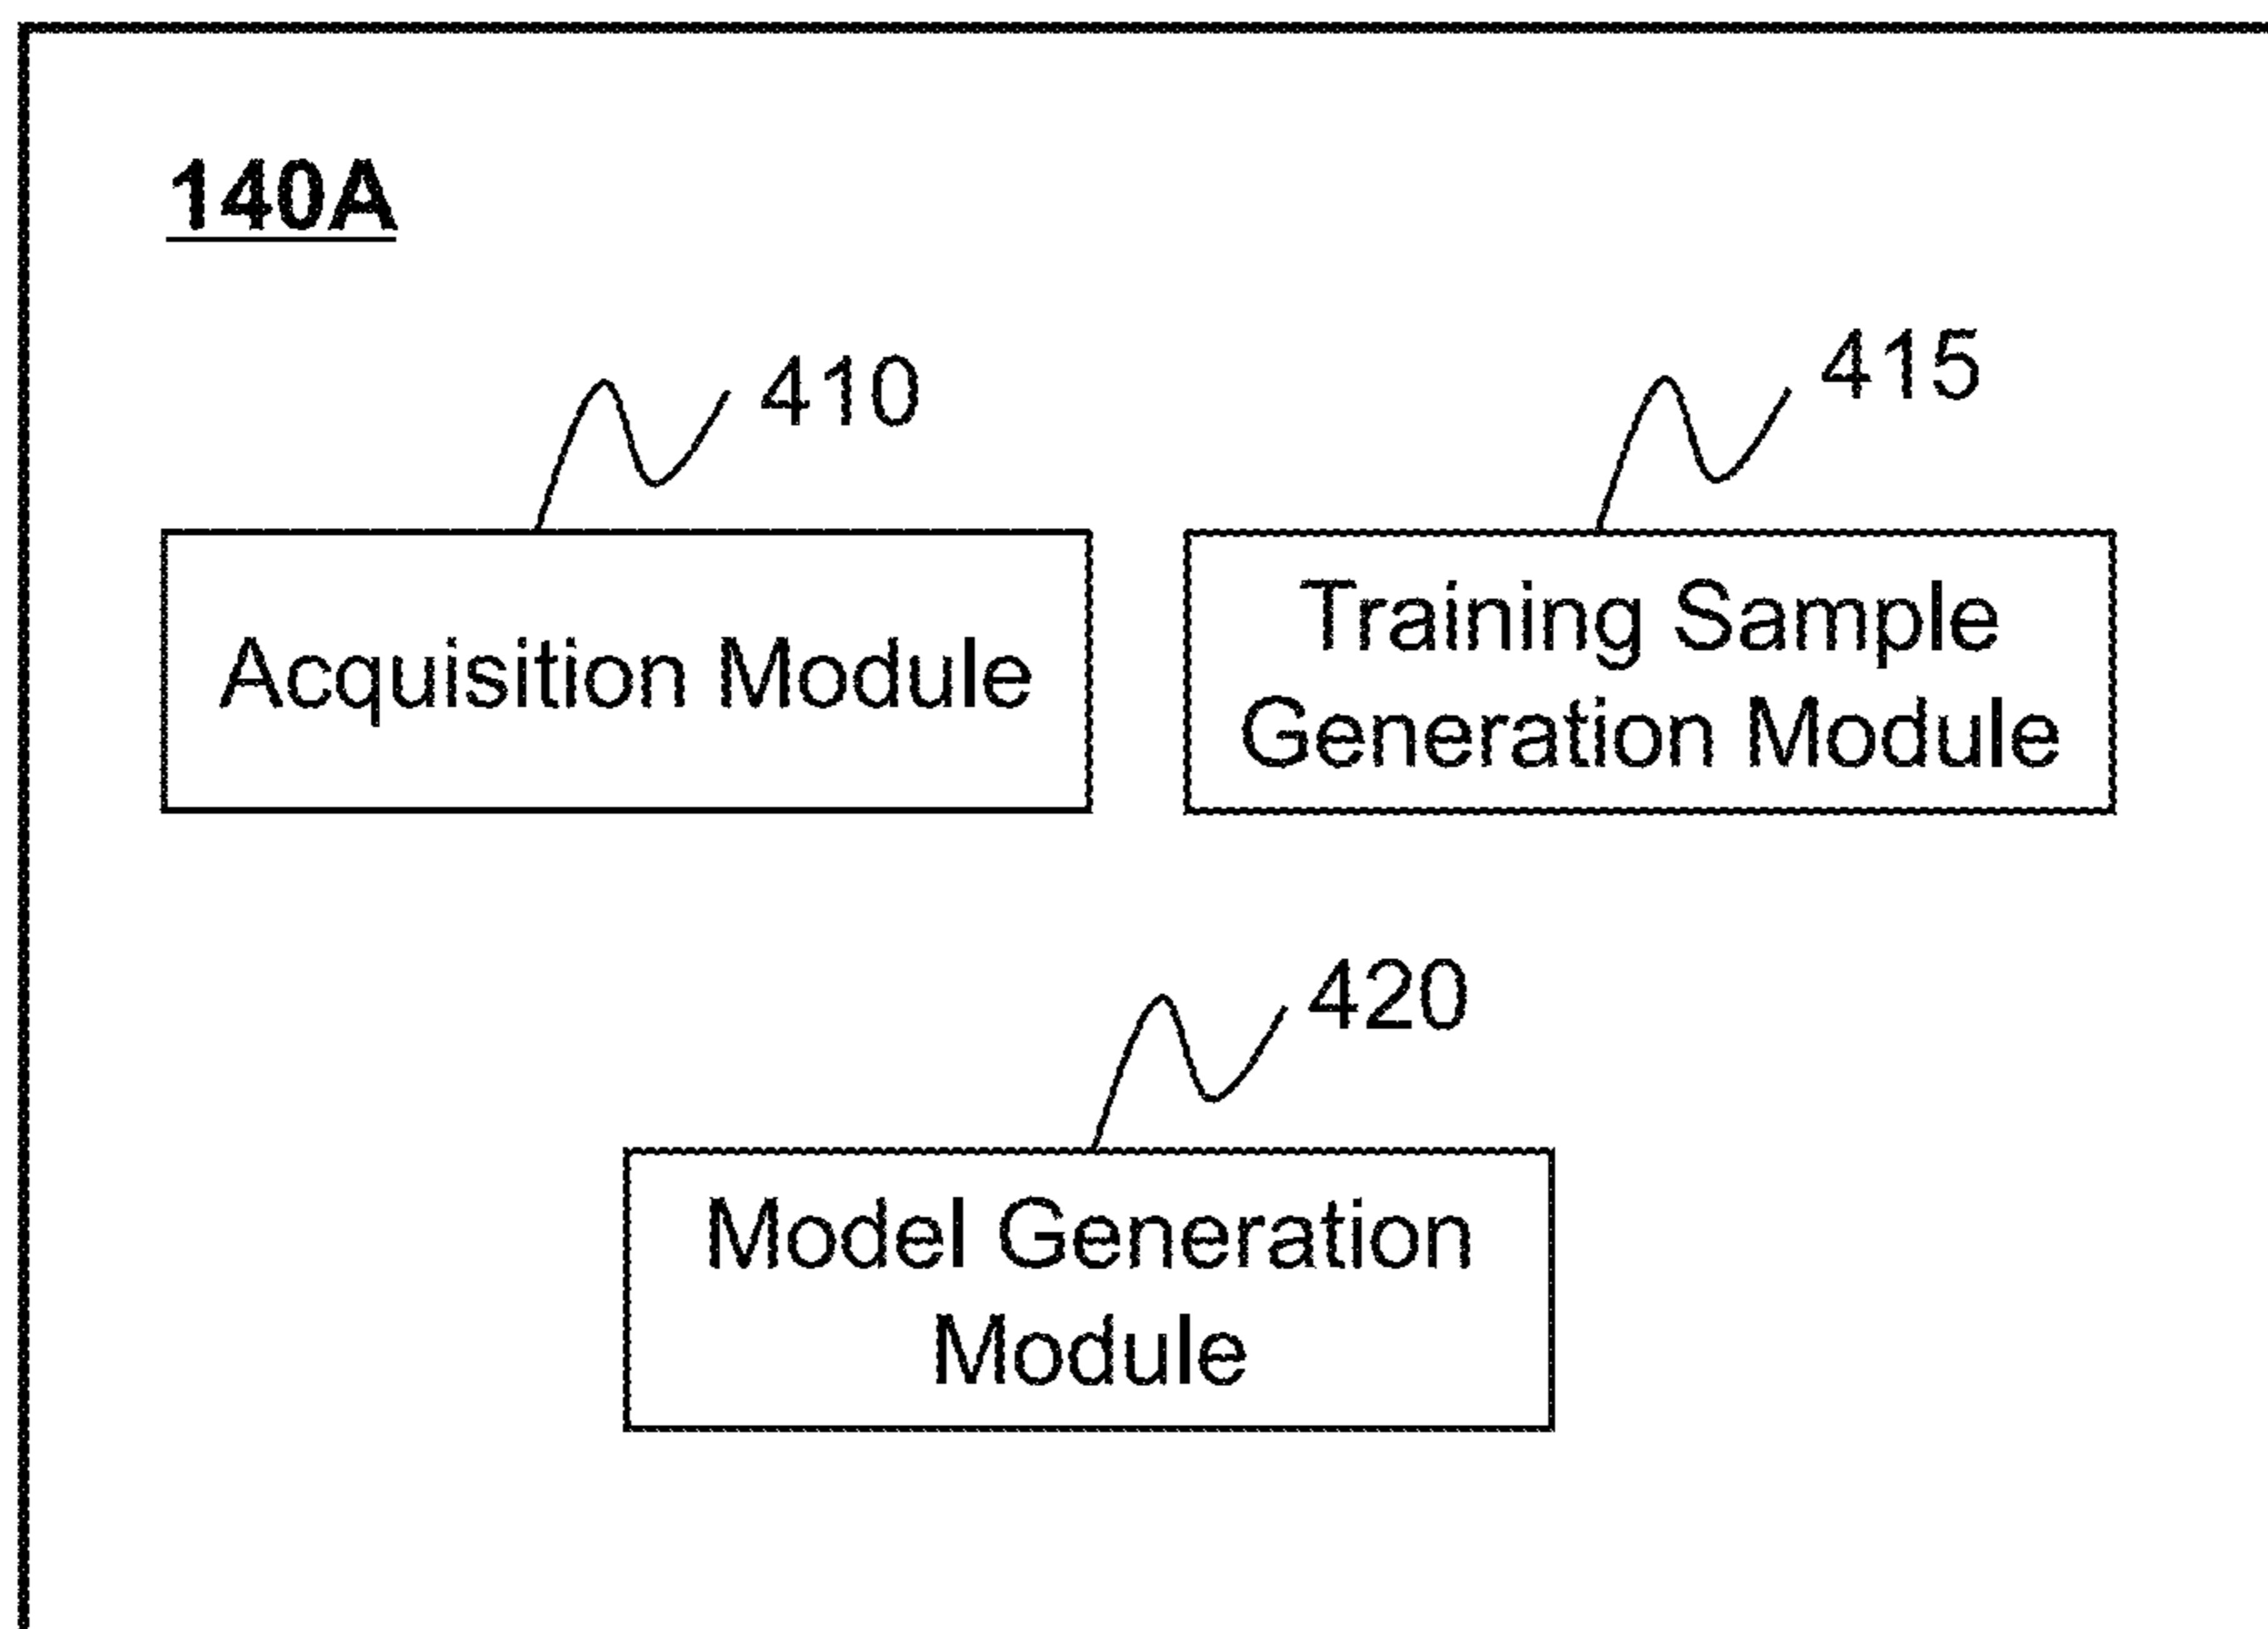 140A
410
415
Acquisition Module
Training Sample
Generation Module
420
Model Generation
Module